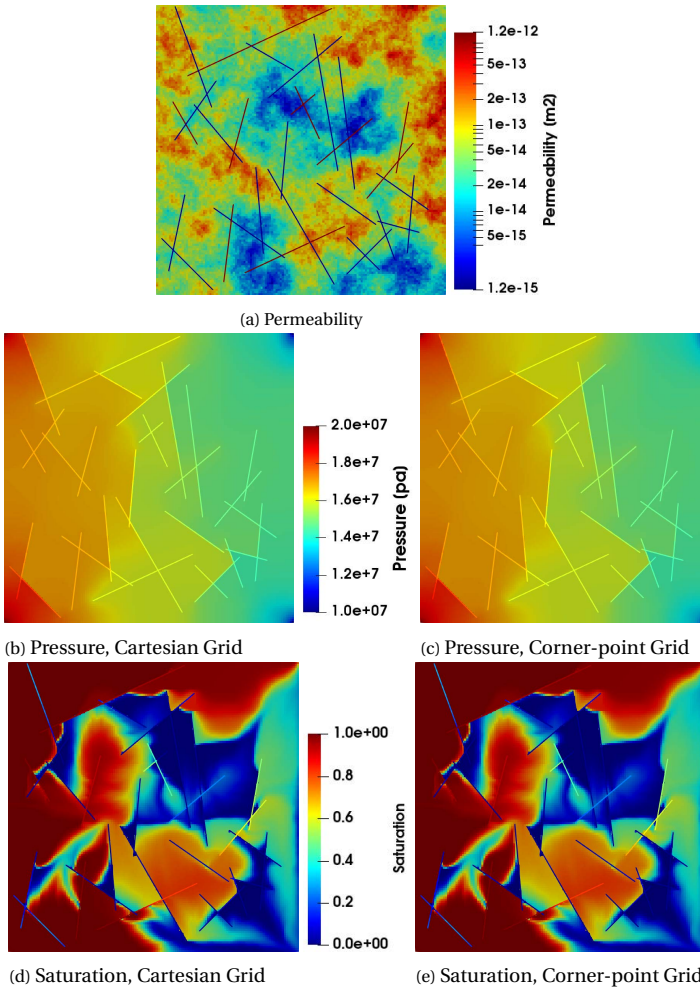 1.2e-12
5e-13
2e-13
1e-13
5e-14
2e-14
1e-14
5e-15
1.2e-15
Permeability (m2)
(a) Permeability
2.0e+07
1.8e+7
1.6e+7
1.4e+7
1.2e+7
1.0e+07
Pressure (pa)
(b) Pressure, Cartesian Grid
(c) Pressure, Corner-point Grid
1.0e+00
0.8
0.6
0.4
0.2
0.0e+00
Saturation
(d) Saturation, Cartesian Grid
(e) Saturation, Corner-point Grid